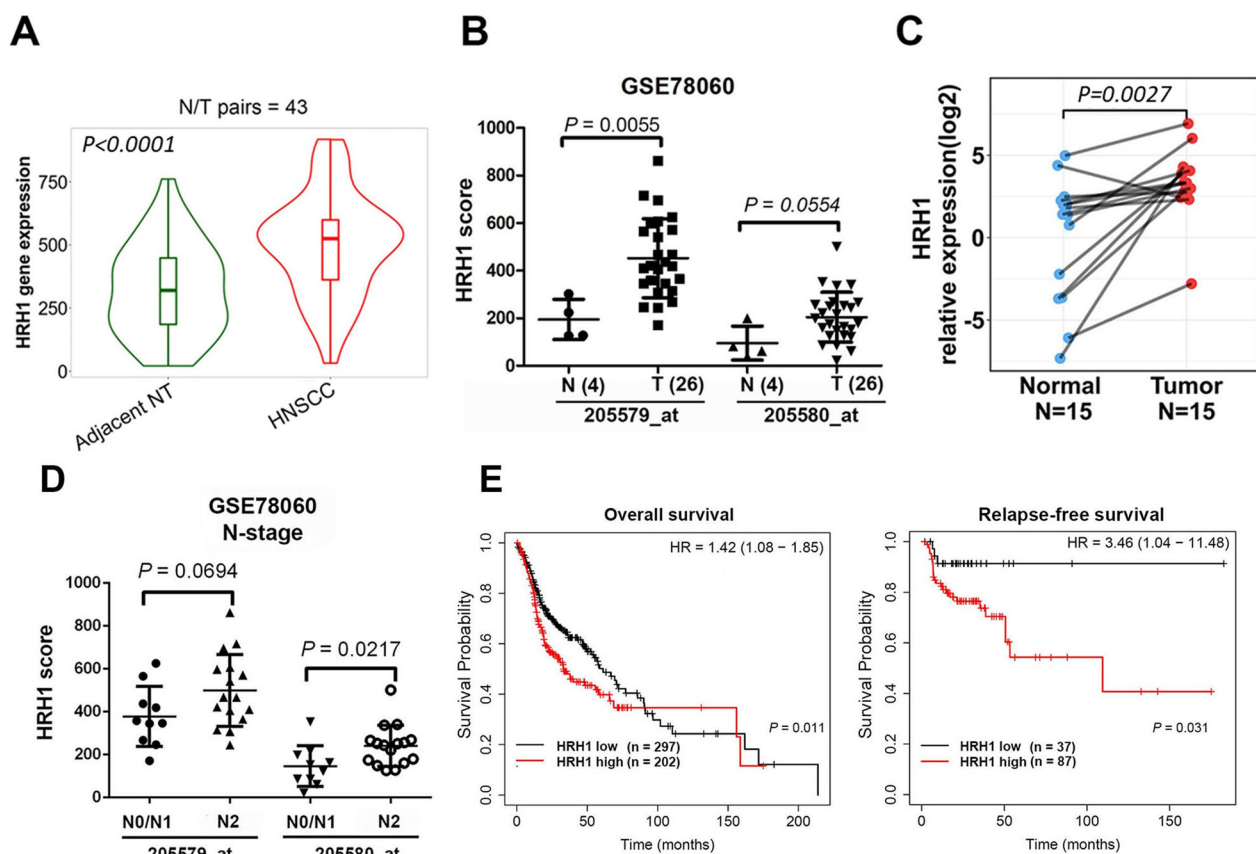 A
N/T pairs = 43
P<0.0001
HRH1 gene expression
750
500
250
0
Adjacent NT
HNSCC
B
GSE78060
P = 0.0055
P = 0.0554
HRH1 score
1000
800
600
400
200
0
N (4)
T (26)
N (4)
T (26)
205579_at
205580_at
C
P=0.0027
HRH1
relative expression(log2)
5
0
-5
Normal
N=15
Tumor
N=15
D
GSE78060
N-stage
P = 0.0694
P = 0.0217
HRH1 score
1000
800
600
400
200
0
N0/N1
N2
N0/N1
N2
205579_at
205580_at
E
Overall survival
HR = 1.42 (1.08 − 1.85)
Survival Probability
1.0
0.8
0.6
0.4
0.2
0.0
P = 0.011
HRH1 low (n = 297)
HRH1 high (n = 202)
0
50
100
150
200
Time (months)
Relapse-free survival
HR = 3.46 (1.04 − 11.48)
Survival Probability
1.0
0.8
0.6
0.4
0.2
0.0
P = 0.031
HRH1 low (n = 37)
HRH1 high (n = 87)
0
50
100
150
Time (months)